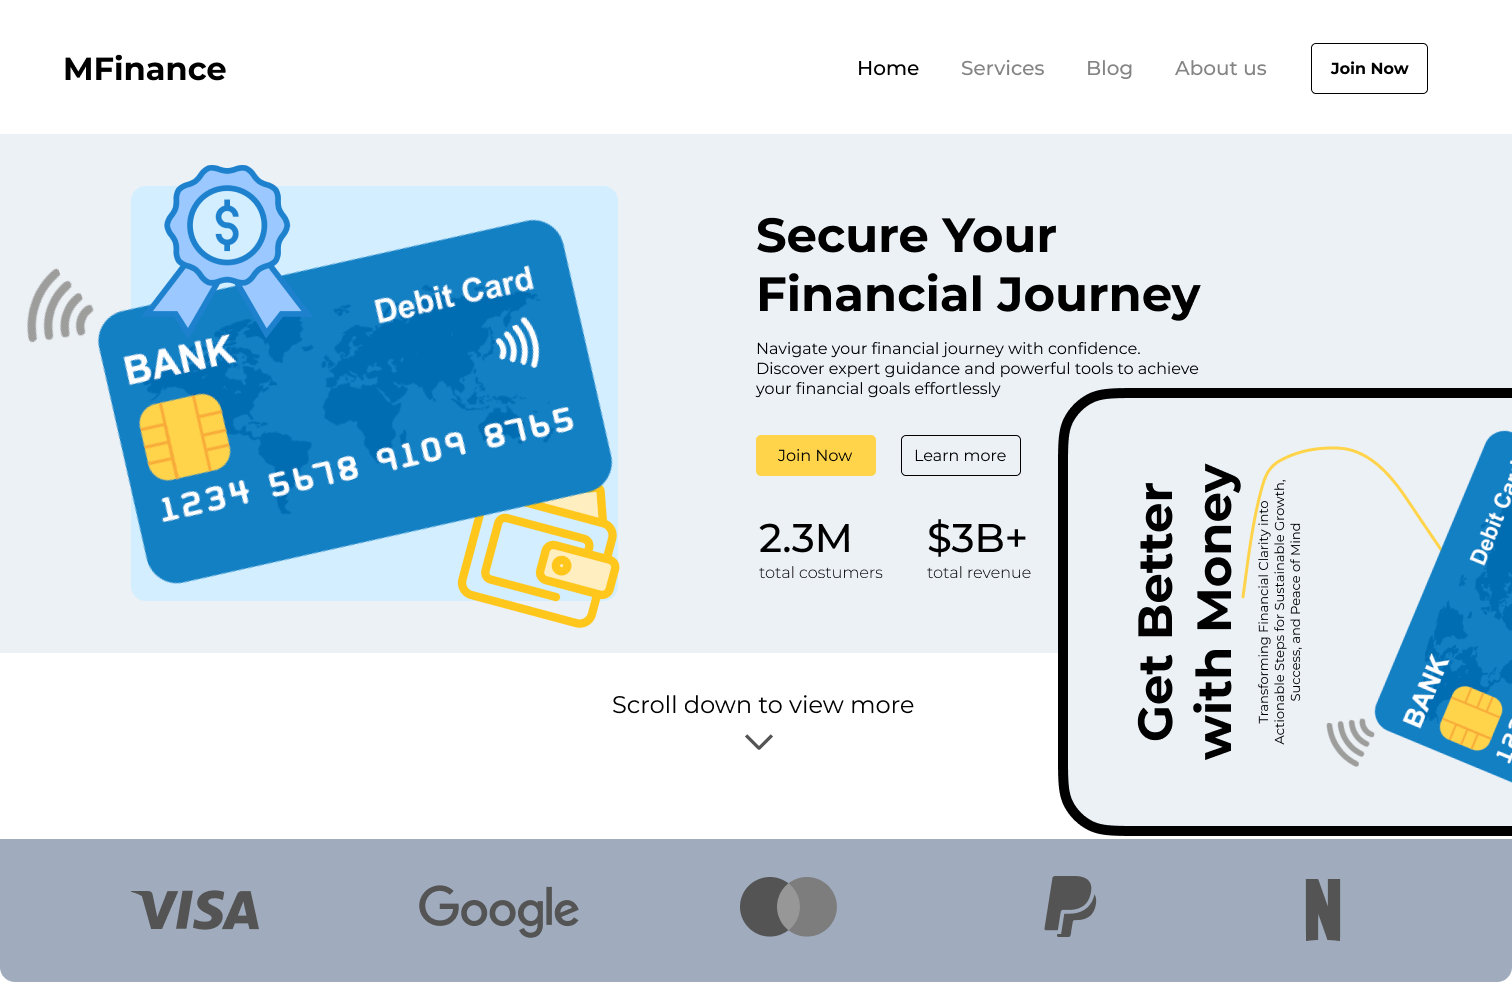 MFinance
Home
Services
Blog
About us
Join Now
$
Debit Card
BANK
1234 5678 9109 8765
Secure Your
Financial Journey
Navigate your financial journey with confidence.
Discover expert guidance and powerful tools to achieve
your financial goals effortlessly
Join Now
Learn more
2.3M
total costumers
$3B+
total revenue
Get Better
with Money
Transforming Financial Clarity into
Actionable Steps for Sustainable Growth,
Success, and Peace of Mind
Debit Car
BANK
Scroll down to view more
VISA
Google
P
N